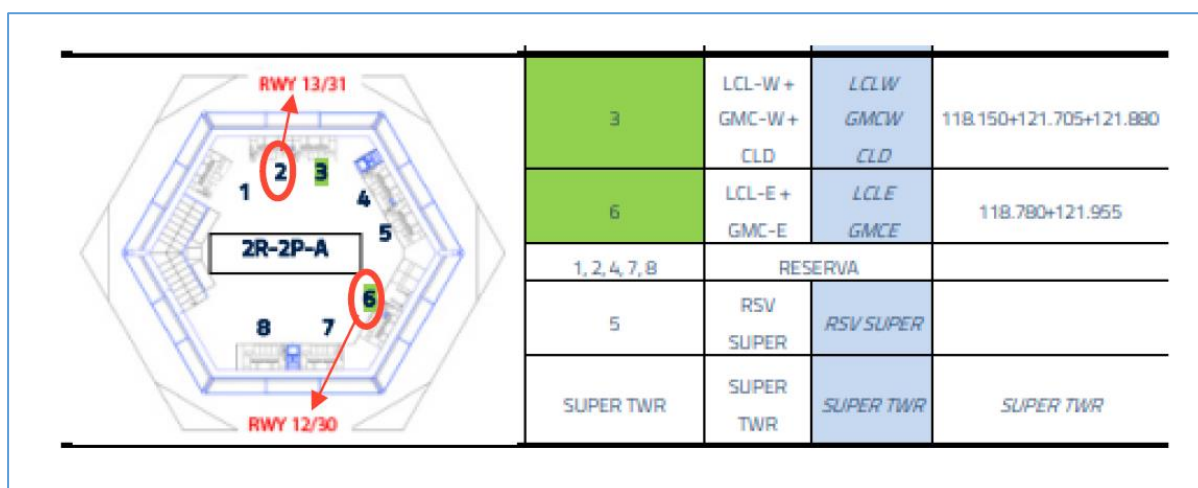 RWY 13/31
1 2 3 4
5
2R-2P-A
6
8 7
RWY 12/30
3 LCL-W + LCLW 118.150+121.705+121.880
GMC-W + GMCW
CLD CLD
6 LCL-E + LCLE 118.780+121.955
GMC-E GMCE
1, 2, 4, 7, 8 RESERVA
5 RSV RSV SUPER
SUPER
SUPER TWR SUPER SUPER TWR SUPER TWR
TWR